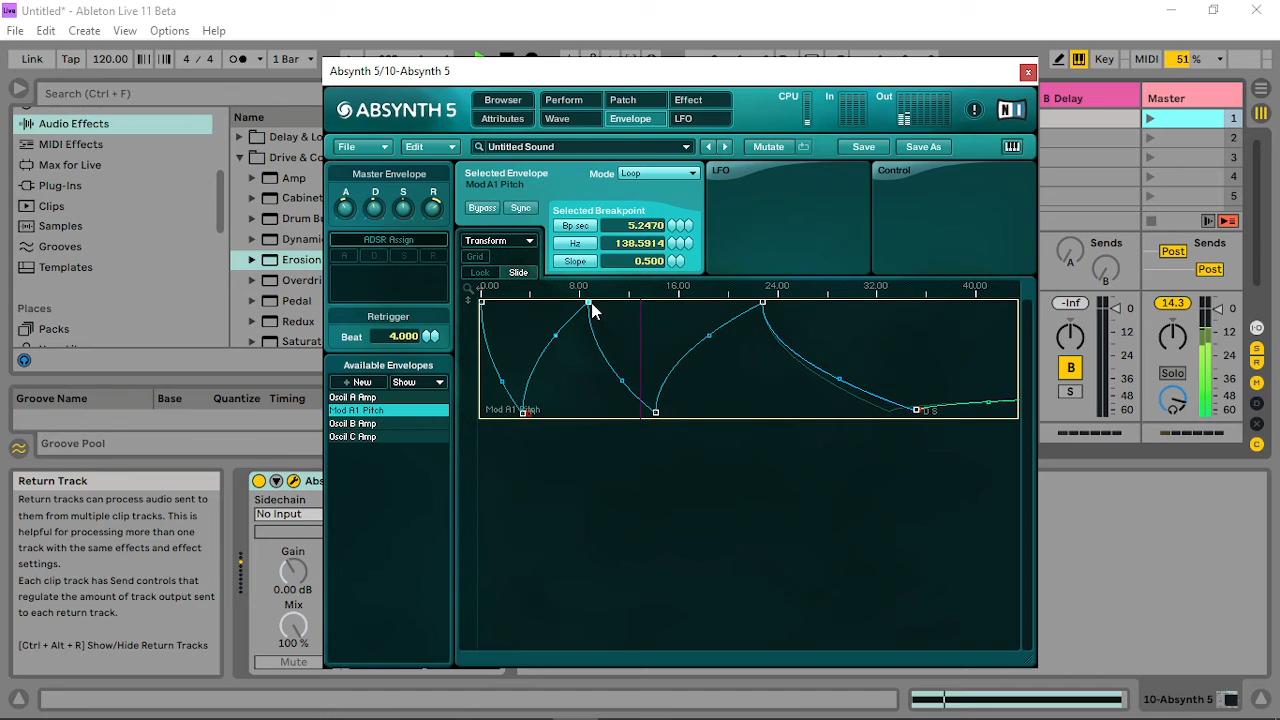 Live Untitled* - Ableton Live 11 Beta
File Edit Create View Options Help
Link Tap 120.00 4 / 4 1 Bar Key MIDI 51 %
Search (Ctrl + F)
Audio Effects
MIDI Effects
Max for Live
Plug-Ins
Clips
Samples
Grooves
Templates
Places
Packs
Name
Delay & Lo
Drive & Co
Amp
Cabinet
Drum Bu
Dynami
Erosion
Overdri
Pedal
Redux
Saturat
Groove Name Base Quantize Timing
Groove Pool
Return Track
Return tracks can process audio sent to
them from multiple clip tracks. This is
helpful for processing more than one
track with the same effects and effect
settings.
Each clip track has Send controls that
regulate the amount of track output sent
to each return track.
[Ctrl + Alt + R] Show/Hide Return Tracks
Abs
Sidechain
No Input
Gain
0.00 dB
Mix
100 %
Mute
Absynth 5/10-Absynth 5
x
ABSYNTH 5
Browser Perform Patch Effect
Attributes Wave Envelope LFO
CPU In Out
! NI
File Edit Untitled Sound Mutate Save Save As
Master Envelope
A D S R
ADSR Assign
A D S R
Retrigger
Beat 4.000
Available Envelopes
+ New Show
Oscil A Amp
Mod A1 Pitch
Oscil B Amp
Oscil C Amp
Selected Envelope
Mod A1 Pitch
Mode Loop
Bypass Sync
Selected Breakpoint
Bp sec 5.2470
Hz 138.5914
Slope 0.500
Transform
Grid
Lock Slide
LFO
Control
0.00 8.00 16.00 24.00 32.00 40.00
Mod A1 Pitch
S
B Delay
Master
1
2
3
4
5
Sends
A
B
Sends
Post
Post
-Inf
14.3
0
12
24
36
48
60
0
12
24
36
48
60
B
S
Solo
I-O
S
R
M
D
X
C
10-Absynth 5